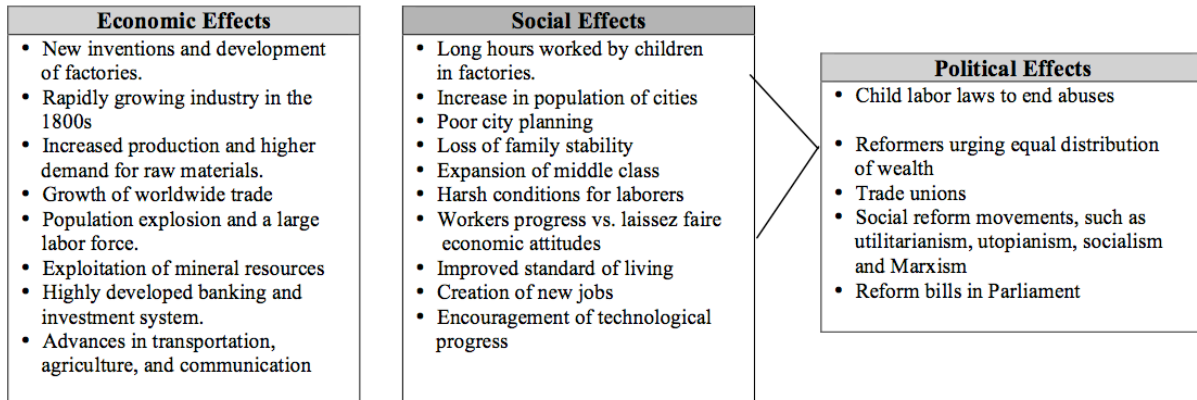 Economic Effects
• New inventions and development
of factories.
• Rapidly growing industry in the
1800s
• Increased production and higher
demand for raw materials.
• Growth of worldwide trade
• Population explosion and a large
labor force.
• Exploitation of mineral resources
• Highly developed banking and
investment system.
• Advances in transportation,
agriculture, and communication
Social Effects
• Long hours worked by children
in factories.
• Increase in population of cities
• Poor city planning
• Loss of family stability
• Expansion of middle class
• Harsh conditions for laborers
• Workers progress vs. laissez faire
economic attitudes
• Improved standard of living
• Creation of new jobs
• Encouragement of technological
progress
Political Effects
• Child labor laws to end abuses
• Reformers urging equal distribution
of wealth
• Trade unions
• Social reform movements, such as
utilitarianism, utopianism, socialism
and Marxism
• Reform bills in Parliament